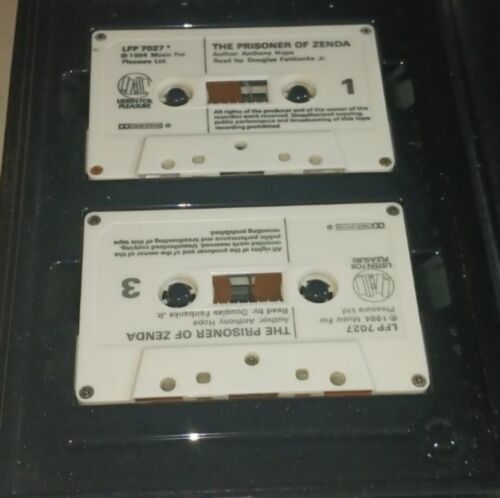 LFP 7027 *
℗ 1984 Music For
Pleasure Ltd.
THE PRISONER OF ZENDA
Author: Anthony Hope
Read by: Douglas Fairbanks Jr.
LISTEN FOR
PLEASURE
1
All rights of the producer and of the owner of the
recorded work reserved. Unauthorised copying,
public performance and broadcasting of this tape
recording prohibited.
LFP 7027
℗ 1984 Music For
Pleasure Ltd.
THE PRISONER OF ZENDA
Author: Anthony Hope
Read by: Douglas Fairbanks Jr.
LISTEN FOR
PLEASURE
3
All rights of the producer and of the owner of the
recorded work reserved. Unauthorised copying,
public performance and broadcasting of this tape
recording prohibited.